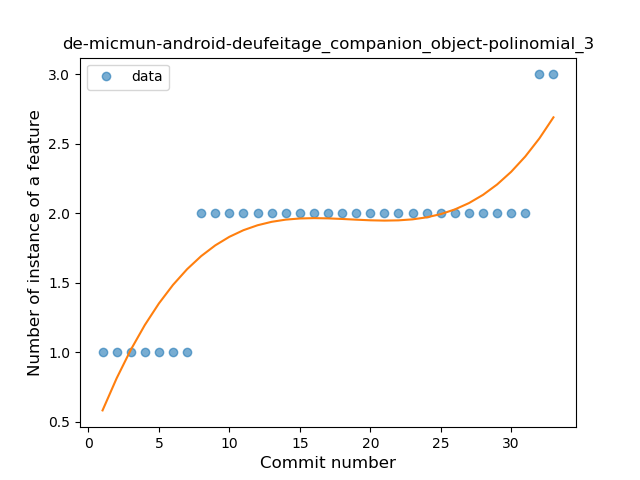 de-micmun-android-deufeitage_companion_object-polinomial_3
data
3.0
2.5
2.0
1.5
1.0
0.5
Number of instance of a feature
0 5 10 15 20 25 30
Commit number